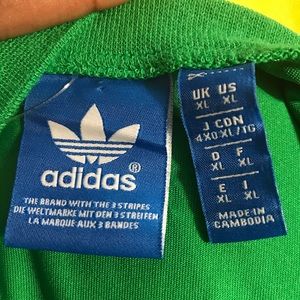 adidas®
THE BRAND WITH THE 3 STRIPES
DIE WELTMARKE MIT DEN 3 STREIFEN
LA MARQUE AUX 3 BANDES
UK US
XL XL
J CDN
4XO XL/TG
D F
XL XL
E I
XL XL
MADE IN
CAMBODIA